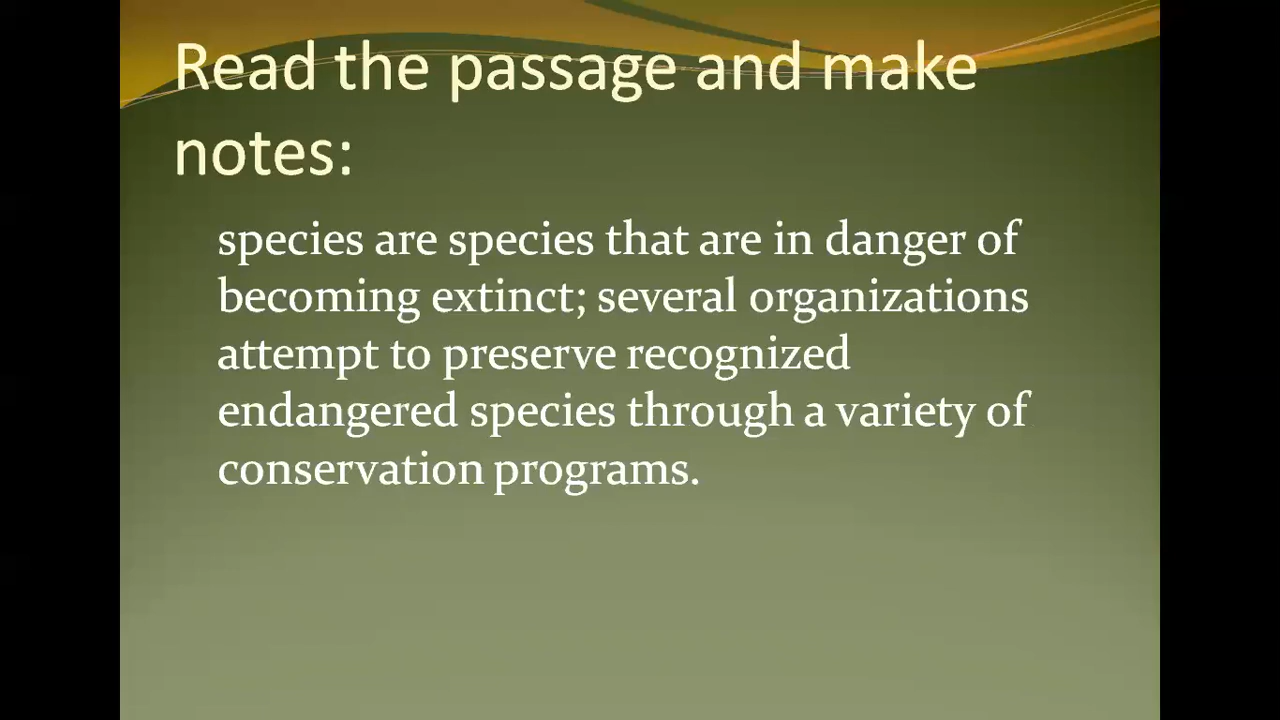 Read the passage and make
notes:
species are species that are in danger of
becoming extinct; several organizations
attempt to preserve recognized
endangered species through a variety of
conservation programs.